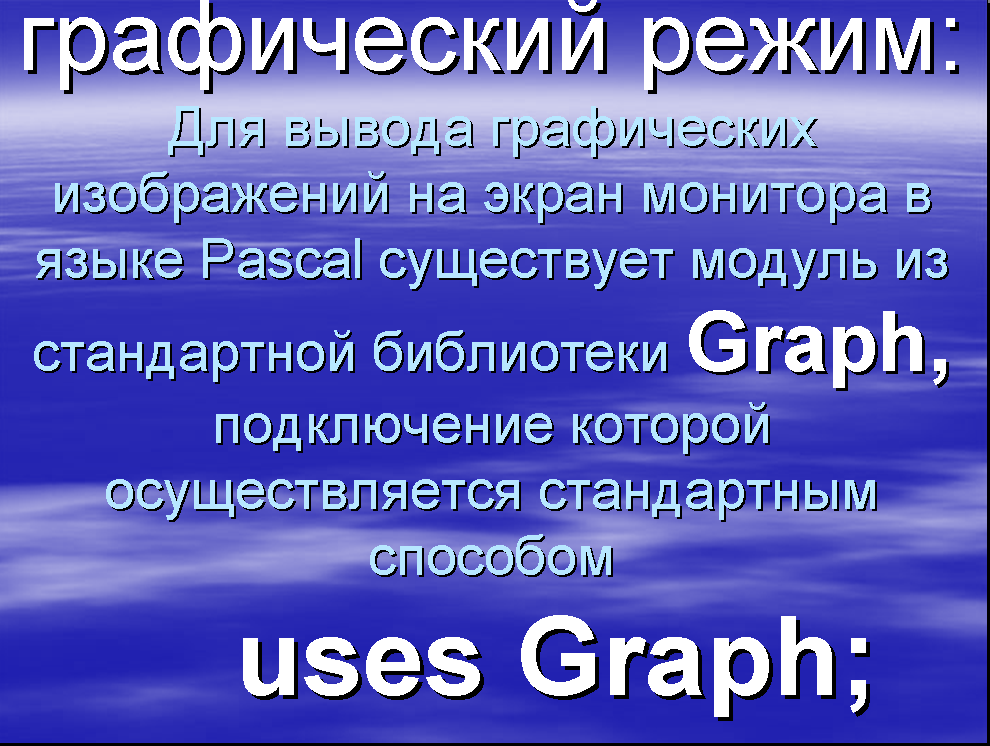 графический режим:
Для вывода графических
изображений на экран монитора в
языке Pascal существует модуль из
стандартной библиотеки Graph,
подключение которой
осуществляется стандартным
способом
uses Graph;